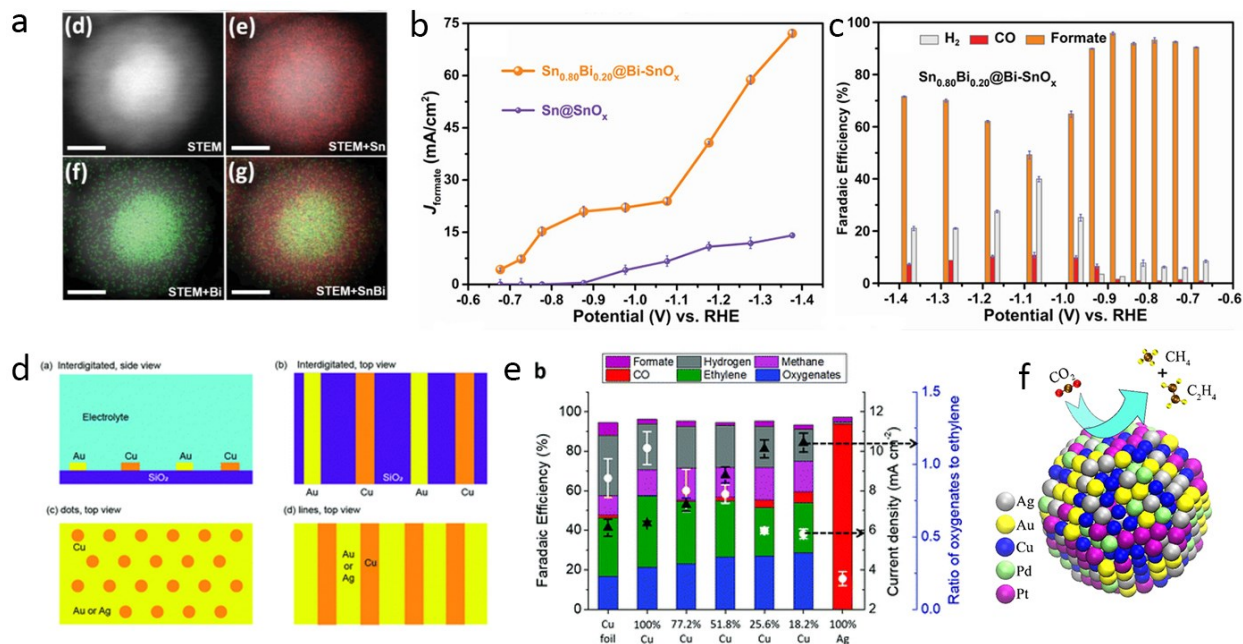 a
(d)
STEM
(e)
STEM+Sn
(f)
STEM+Bi
(g)
STEM+SnBi
b
75
60
45
30
15
0
J formate (mA/cm²)
Sn0.80Bi0.20@Bi-SnOx
Sn@SnOx
-0.6 -0.7 -0.8 -0.9 -1.0 -1.1 -1.2 -1.3 -1.4
Potential (V) vs. RHE
c
H2 CO Formate
Sn0.80Bi0.20@Bi-SnOx
100
80
60
40
20
0
Faradaic Efficiency (%)
-1.4 -1.3 -1.2 -1.1 -1.0 -0.9 -0.8 -0.7 -0.6
Potential (V) vs. RHE
d
(a) Interdigitated, side view
Electrolyte
Au Cu Au Cu
SiO₂
(b) Interdigitated, top view
SiO₂
Au Cu Au Cu
(c) dots, top view
Cu
Au or Ag
(d) lines, top view
Au
or
Ag
Cu
e
b
Formate Hydrogen Methane
CO Ethylene Oxygenates
100
80
60
40
20
0
Faradaic Efficiency (%)
12
10
8
6
4
2
Current density (mA cm⁻²)
1.5
1.0
0.5
0.0
Ratio of oxygenates to ethylene
Cu foil
100% Cu
77.2% Cu
51.8% Cu
25.6% Cu
18.2% Cu
100% Ag
f
CO2
CH4
+
C2H4
Ag
Au
Cu
Pd
Pt